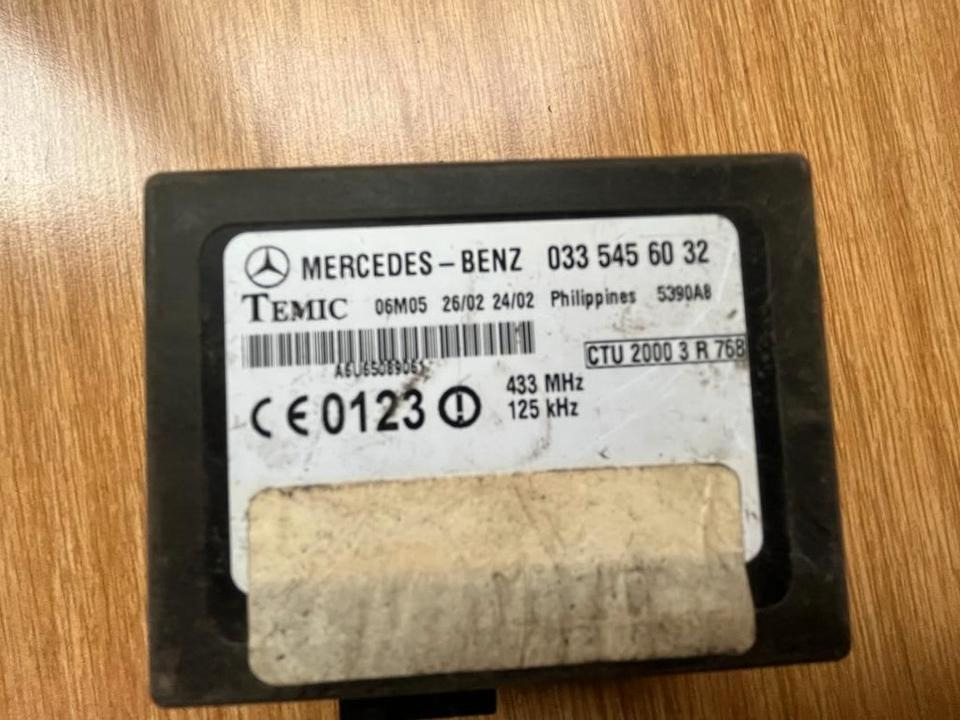 MERCEDES - BENZ 033 545 60 32
TEMIC 06M05 26/02 24/02 Philippines 5390A8
A6U65089061
CTU 2000 3 R 768
433 MHz
CE 0123 125 kHz